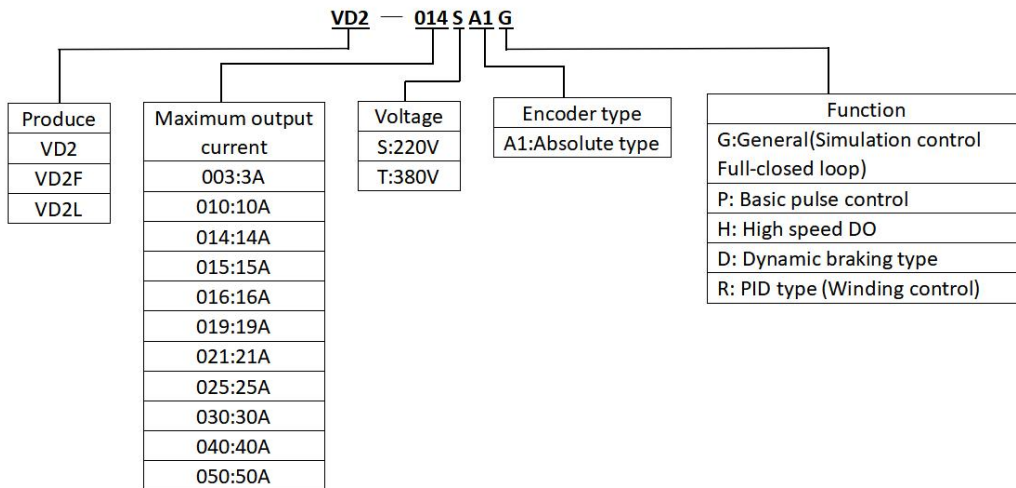 VD2 — 014 S A1 G
Produce
VD2
VD2F
VD2L
Maximum output
current
003:3A
010:10A
014:14A
015:15A
016:16A
019:19A
021:21A
025:25A
030:30A
040:40A
050:50A
Voltage
S:220V
T:380V
Encoder type
A1:Absolute type
Function
G:General(Simulation control
Full-closed loop)
P: Basic pulse control
H: High speed DO
D: Dynamic braking type
R: PID type (Winding control)